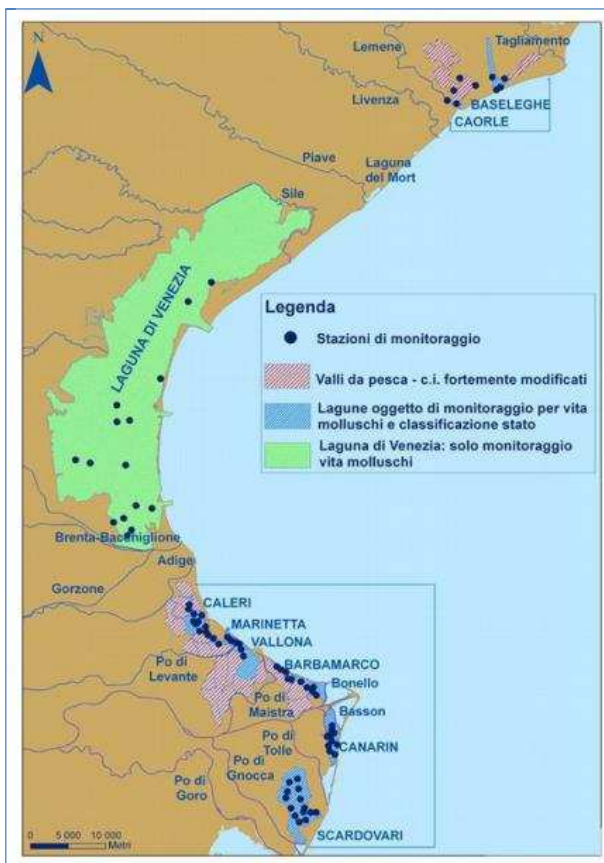 N
Lemene
Tagliamento
Livenza
BASELEGHE
CAORLE
Piave
Laguna
del Mort
Sile
LAGUNA DI VENEZIA
Legenda
Stazioni di monitoraggio
Valli da pesca - c.i. fortemente modificati
Lagune oggetto di monitoraggio per vita
molluschi e classificazione stato
Laguna di Venezia: solo monitoraggio
vita molluschi
Brenta-Bacchiglione
Adige
Gorzone
CALERI
MARINETTA
VALLONA
Po di
Levante
BARBAMARCO
Bonello
Po di
Maistra
Basson
Po di
Tolle
CANARIN
Po di
Gnocca
Po di
Goro
SCARDOVARI
0 5 000 10 000
Metri